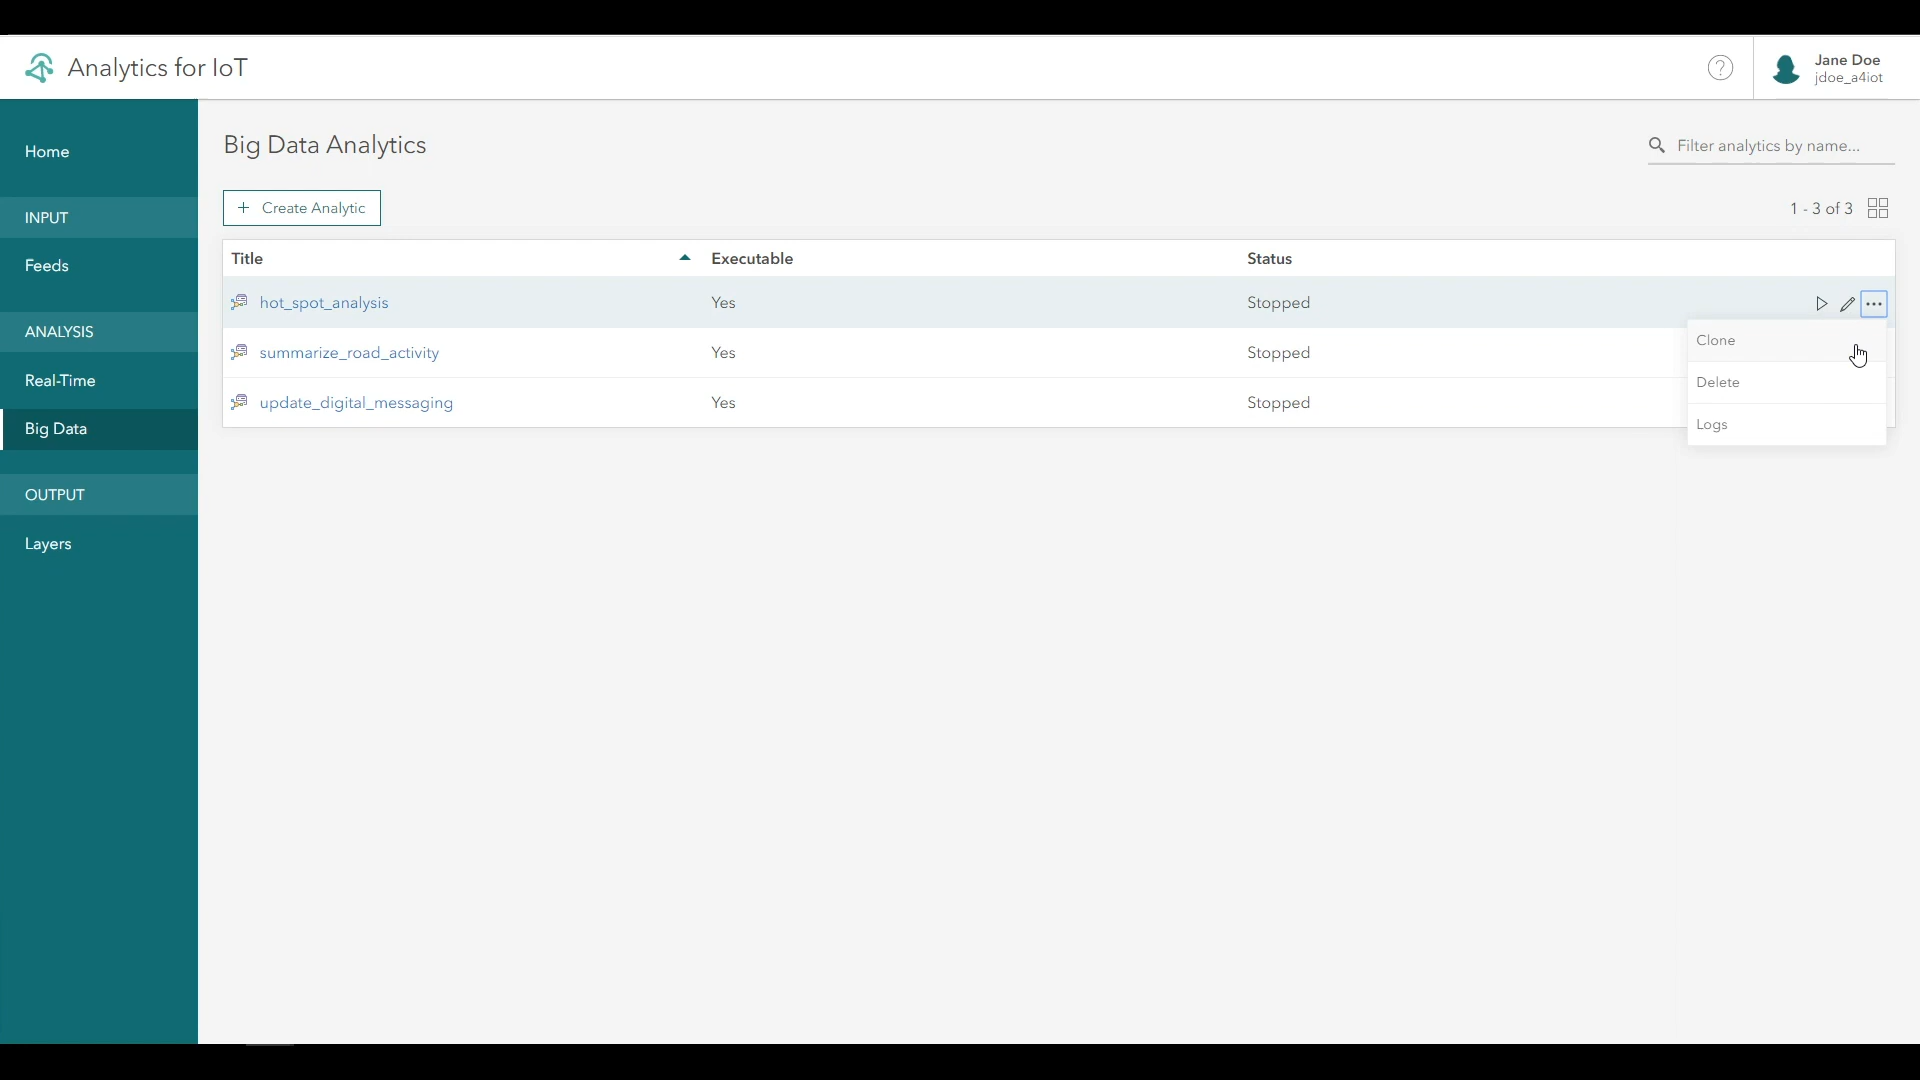 Analytics for IoT
Jane Doe
jdoe_a4iot
Home
INPUT
Feeds
ANALYSIS
Real-Time
Big Data
OUTPUT
Layers
Big Data Analytics
Filter analytics by name...
+ Create Analytic
1 - 3 of 3
Title Executable Status
hot_spot_analysis Yes Stopped
summarize_road_activity Yes Stopped
update_digital_messaging Yes Stopped
Clone
Delete
Logs